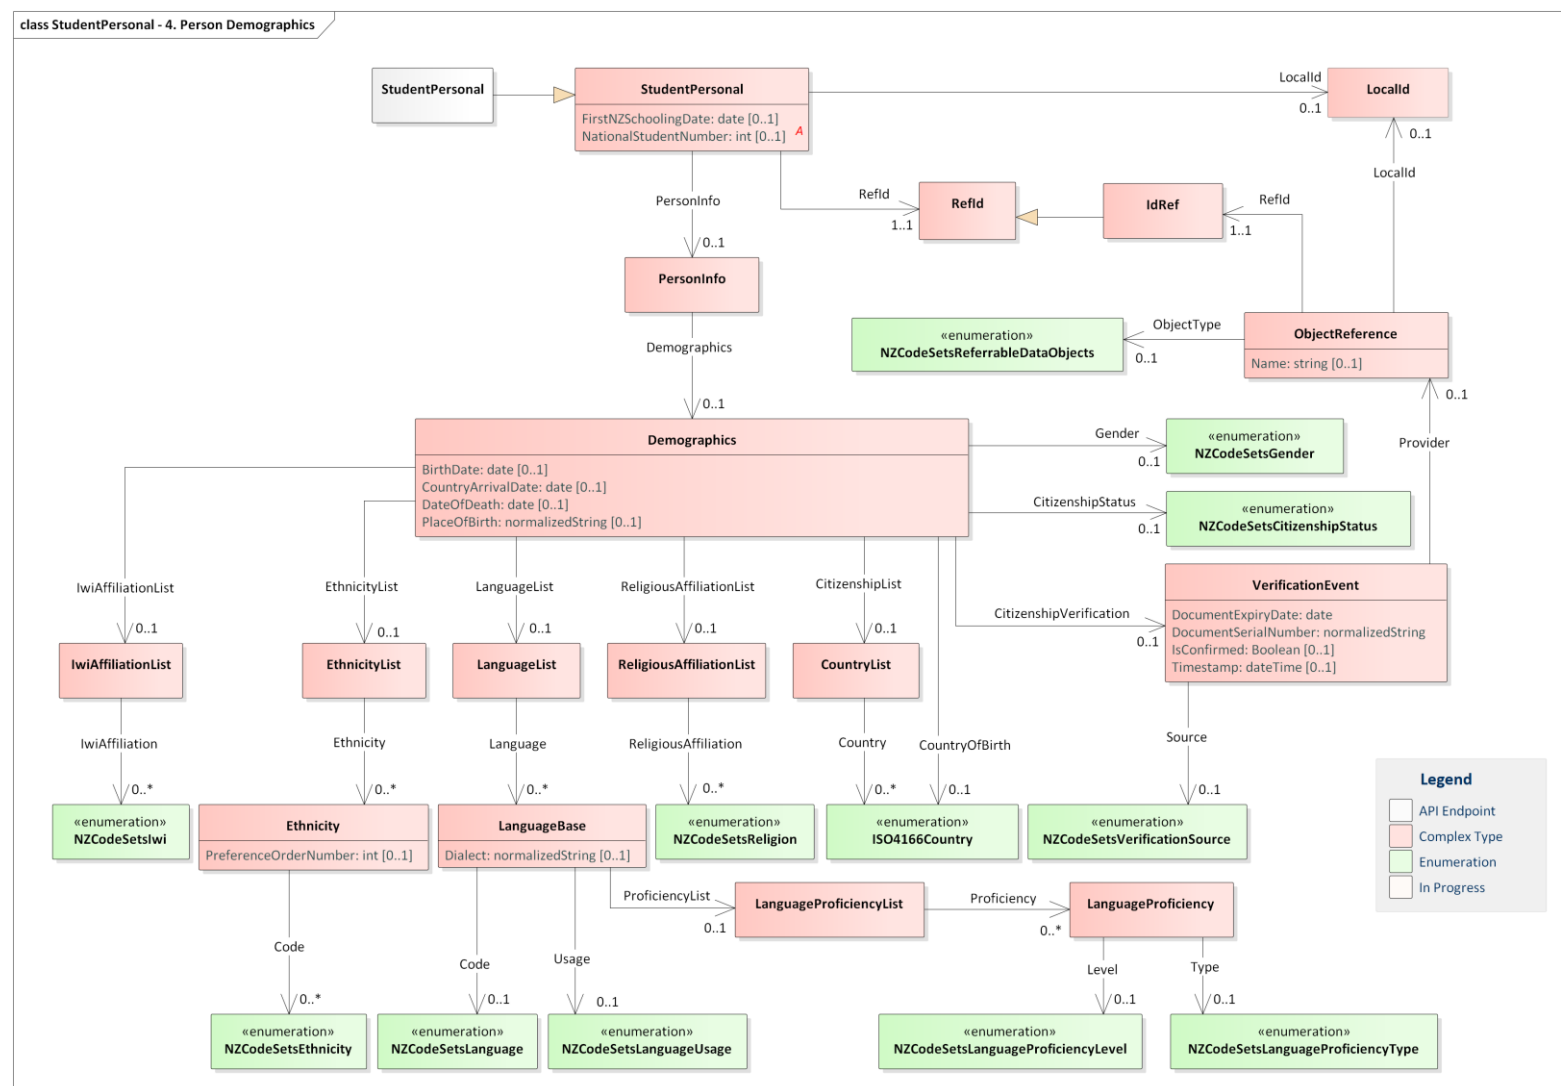 class StudentPersonal - 4. Person Demographics
StudentPersonal
StudentPersonal
FirstNZSchoolingDate: date [0..1]
NationalStudentNumber: int [0..1]
A
LocalId
0..1
LocalId
0..1
LocalId
PersonInfo
0..1
RefId
1..1
RefId
IdRef
RefId
1..1
PersonInfo
Demographics
0..1
«enumeration»
NZCodeSetsReferrableDataObjects
ObjectType
0..1
ObjectReference
Name: string [0..1]
0..1
Provider
Demographics
BirthDate: date [0..1]
CountryArrivalDate: date [0..1]
DateOfDeath: date [0..1]
PlaceOfBirth: normalizedString [0..1]
Gender
0..1
«enumeration»
NZCodeSetsGender
CitizenshipStatus
0..1
«enumeration»
NZCodeSetsCitizenshipStatus
CitizenshipVerification
0..1
VerificationEvent
DocumentExpiryDate: date
DocumentSerialNumber: normalizedString
IsConfirmed: Boolean [0..1]
Timestamp: dateTime [0..1]
IwiAffiliationList
0..1
EthnicityList
0..1
LanguageList
0..1
ReligiousAffiliationList
0..1
CitizenshipList
0..1
IwiAffiliationList
EthnicityList
LanguageList
ReligiousAffiliationList
CountryList
IwiAffiliation
0..*
Ethnicity
0..*
Language
0..*
ReligiousAffiliation
0..*
Country
0..*
CountryOfBirth
0..1
Source
0..1
«enumeration»
NZCodeSetsIwi
Ethnicity
PreferenceOrderNumber: int [0..1]
LanguageBase
Dialect: normalizedString [0..1]
«enumeration»
NZCodeSetsReligion
«enumeration»
ISO4166Country
«enumeration»
NZCodeSetsVerificationSource
Legend
API Endpoint
Complex Type
Enumeration
In Progress
ProficiencyList
0..1
LanguageProficiencyList
Proficiency
0..*
LanguageProficiency
Code
0..*
Code
0..1
Usage
0..1
Level
0..1
Type
0..1
«enumeration»
NZCodeSetsEthnicity
«enumeration»
NZCodeSetsLanguage
«enumeration»
NZCodeSetsLanguageUsage
«enumeration»
NZCodeSetsLanguageProficiencyLevel
«enumeration»
NZCodeSetsLanguageProficiencyType